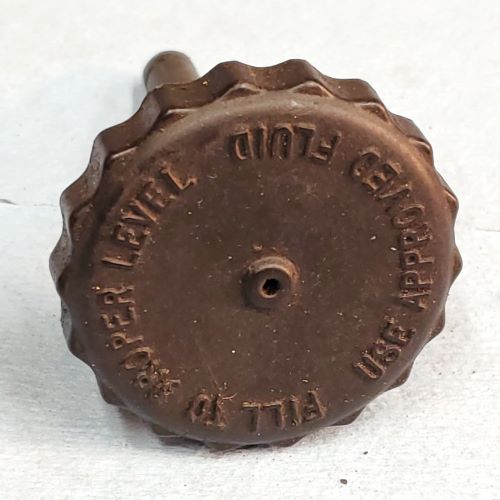 FILL TO PROPER LEVEL
USE APPROVED FLUID